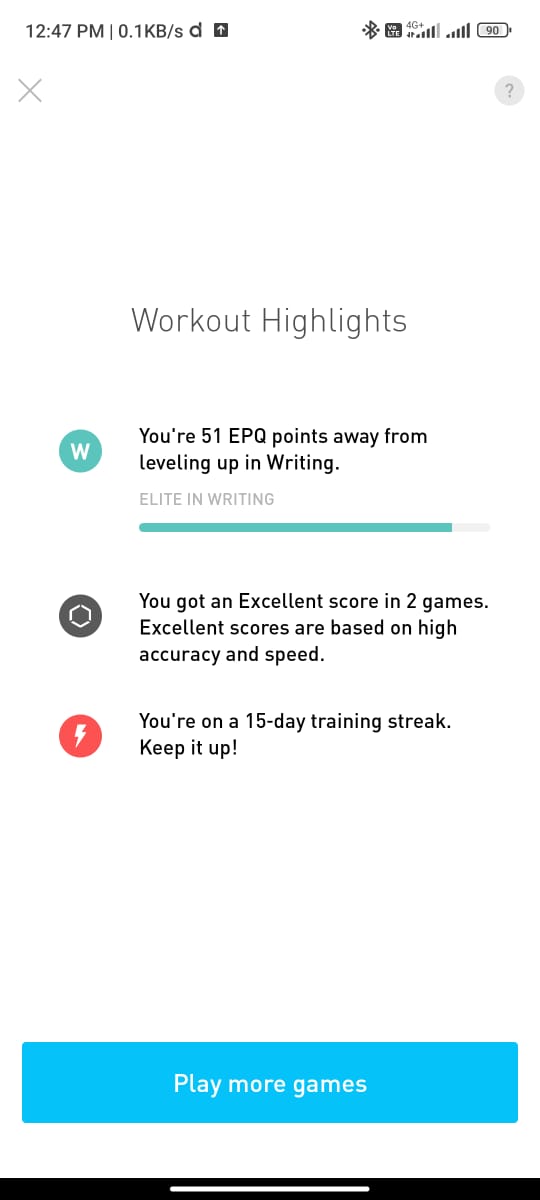 12:47 PM | 0.1KB/s d
Vo LTE 4G+ 90
?
Workout Highlights
W
You're 51 EPQ points away from
leveling up in Writing.
ELITE IN WRITING
You got an Excellent score in 2 games.
Excellent scores are based on high
accuracy and speed.
You're on a 15-day training streak.
Keep it up!
Play more games